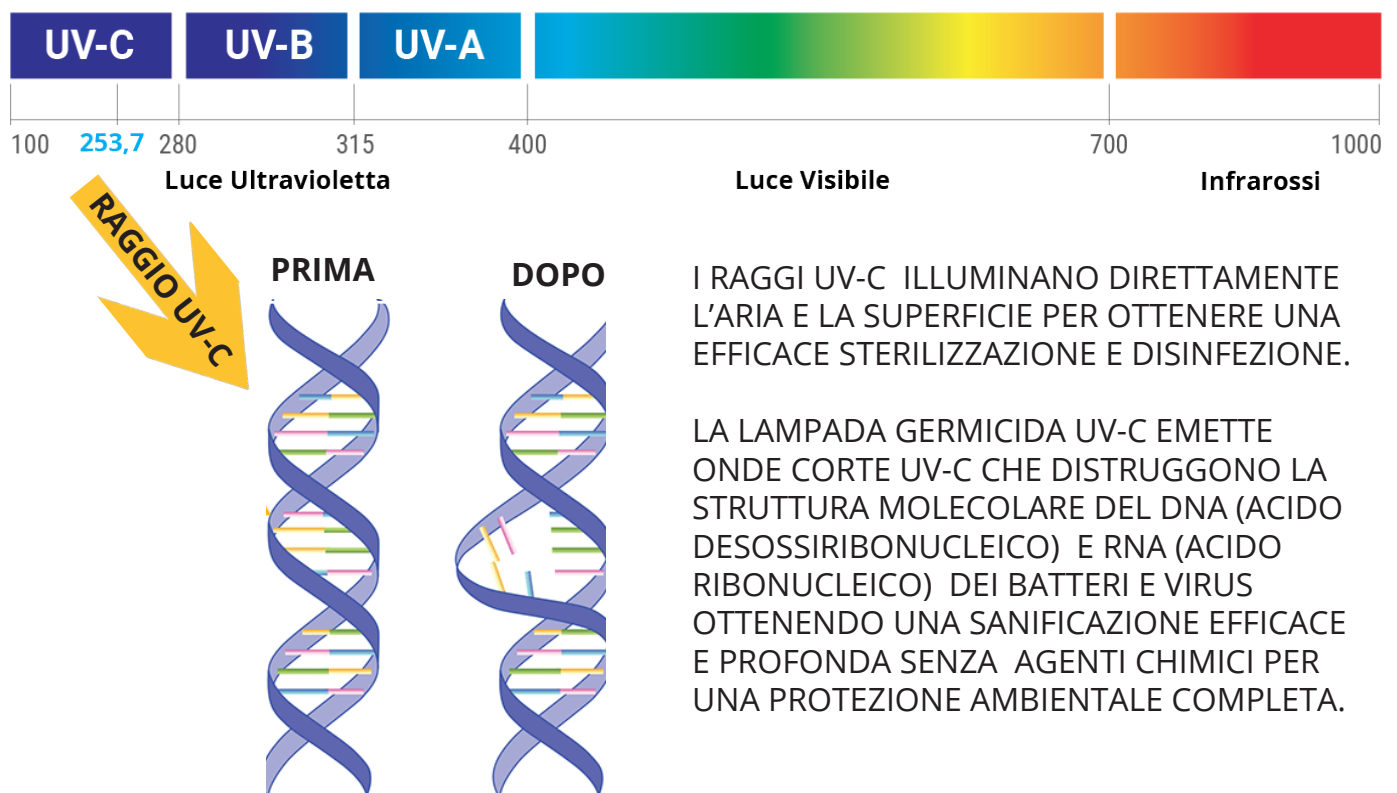 UV-C UV-B UV-A
100 253,7 280 315 400 700 1000
Luce Ultravioletta Luce Visibile Infrarossi
RAGGIO UV-C
PRIMA DOPO
I RAGGI UV-C ILLUMINANO DIRETTAMENTE
L'ARIA E LA SUPERFICIE PER OTTENERE UNA
EFFICACE STERILIZZAZIONE E DISINFEZIONE.
LA LAMPADA GERMICIDA UV-C EMETTE
ONDE CORTE UV-C CHE DISTRUGGONO LA
STRUTTURA MOLECOLARE DEL DNA (ACIDO
DESOSSIRIBONUCLEICO) E RNA (ACIDO
RIBONUCLEICO) DEI BATTERI E VIRUS
OTTENENDO UNA SANIFICAZIONE EFFICACE
E PROFONDA SENZA AGENTI CHIMICI PER
UNA PROTEZIONE AMBIENTALE COMPLETA.